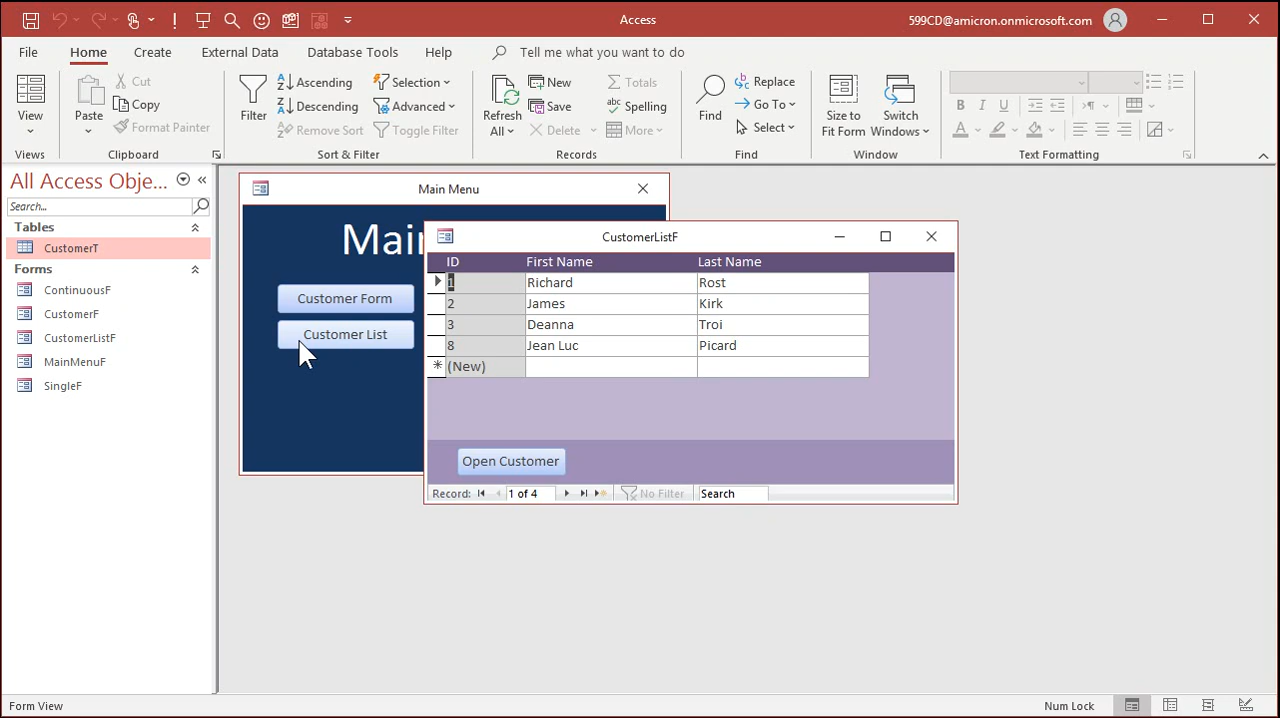 Access
599CD@amicron.onmicrosoft.com
File Home Create External Data Database Tools Help Tell me what you want to do
View
Views
Paste
Cut
Copy
Format Painter
Clipboard
Filter
Ascending
Descending
Remove Sort
Selection
Advanced
Toggle Filter
Sort & Filter
Refresh
All
New
Save
Delete
Totals
Spelling
More
Records
Find
Replace
Go To
Select
Find
Size to
Fit Form
Switch
Windows
Window
B I U
A
Text Formatting
All Access Obje...
Search...
Tables
CustomerT
Forms
ContinuousF
CustomerF
CustomerListF
MainMenuF
SingleF
Main Menu
Mai
Customer Form
Customer List
CustomerListF
ID First Name Last Name
1 Richard Rost
2 James Kirk
3 Deanna Troi
8 Jean Luc Picard
(New)
Open Customer
Record: 1 of 4 No Filter Search
Form View
Num Lock